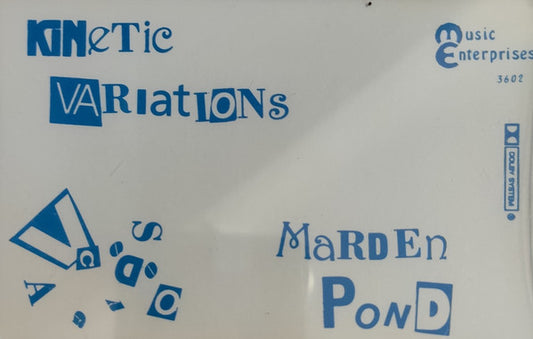 KINeTic
VARIatIONs
Music
Enterprises
3602
DOLBY SYSTEM
MaRDEn
PonD